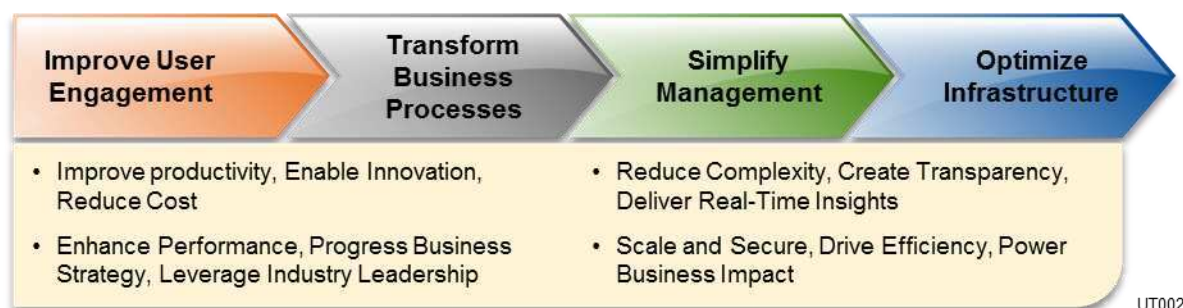 Improve User
Engagement
Transform
Business
Processes
Simplify
Management
Optimize
Infrastructure
• Improve productivity, Enable Innovation,
Reduce Cost
• Enhance Performance, Progress Business
Strategy, Leverage Industry Leadership
• Reduce Complexity, Create Transparency,
Deliver Real-Time Insights
• Scale and Secure, Drive Efficiency, Power
Business Impact
UT002